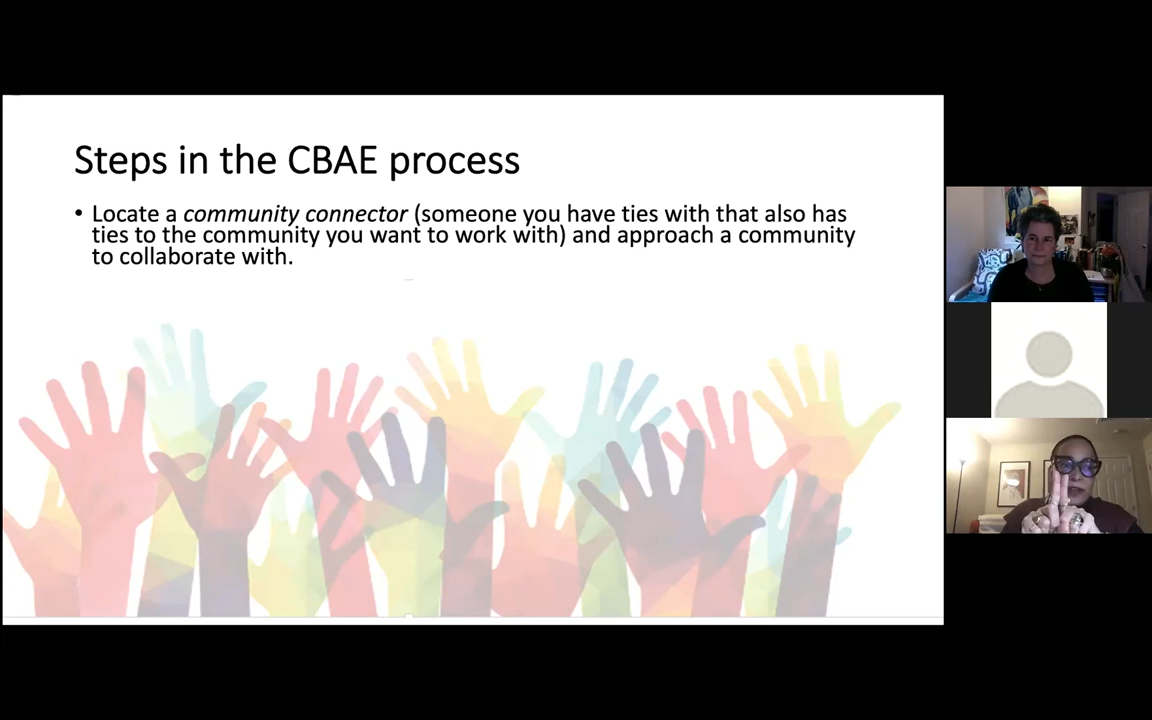 Steps in the CBAE process
• Locate a community connector (someone you have ties with that also has
ties to the community you want to work with) and approach a community
to collaborate with.